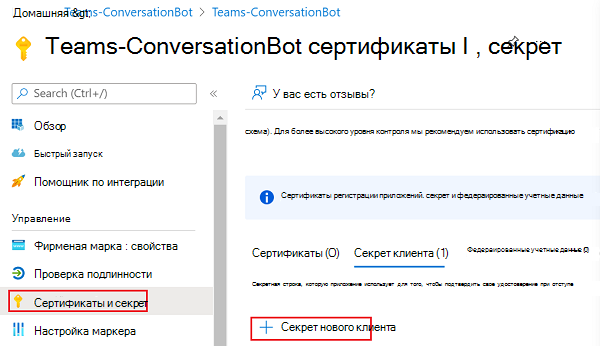 Домашняя &gt; Teams-ConversationBot > Teams-ConversationBot
Teams-ConversationBot сертификаты I , секрет
Search (Ctrl+/)
«
Обзор
Быстрый запуск
Помощник по интеграции
Управление
Фирменая марка : свойства
Проверка подлинности
Сертификаты и секрет
Настройка маркера
У вас есть отзывы?
схема). Для более высокого уровня контроля мы рекомендуем использовать сертификацию
Сертификаты регистрации приложений. секрет и федераированные учетные данные
Сертификаты (0) Секрет клиента (1) Федераированные учетные данные
Секретная строка, которую приложение использует для того, чтобы подтвердить свое удостоверение при отступе
+ Секрет нового клиента